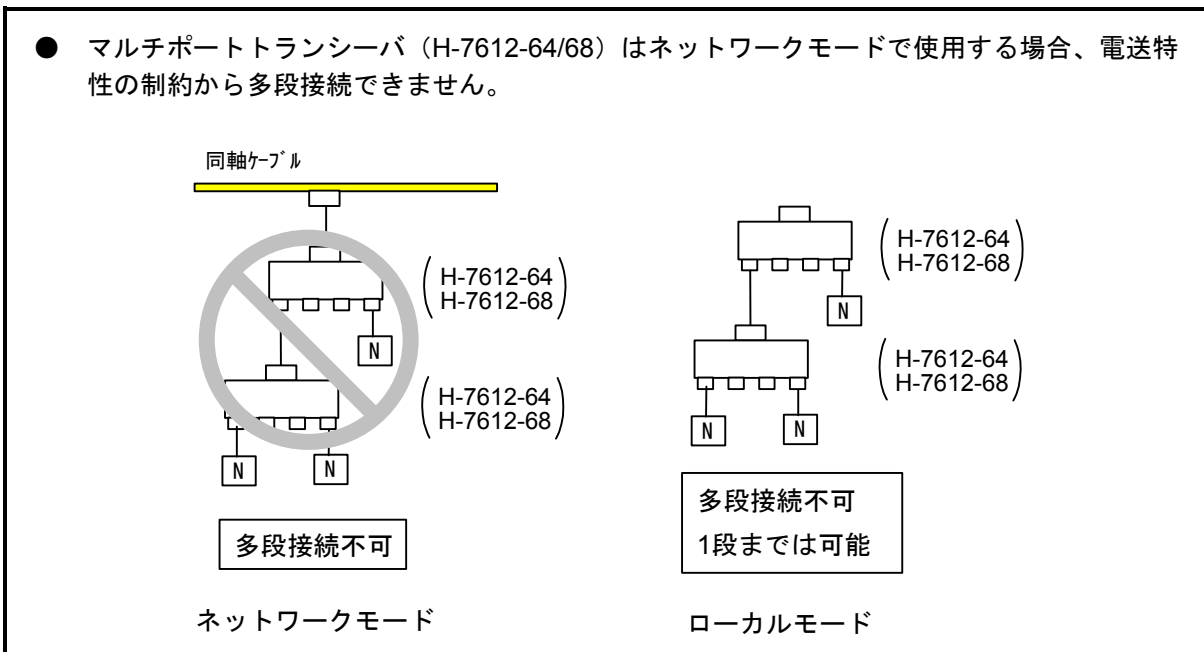 ● マルチポートトランシーバ（H-7612-64/68）はネットワークモードで使用する場合、電送特
性の制約から多段接続できません。
同軸ｹｰﾌﾞﾙ
H-7612-64
H-7612-68
N
H-7612-64
H-7612-68
N
N
多段接続不可
ネットワークモード
H-7612-64
H-7612-68
N
H-7612-64
H-7612-68
N
N
多段接続不可
1段までは可能
ローカルモード